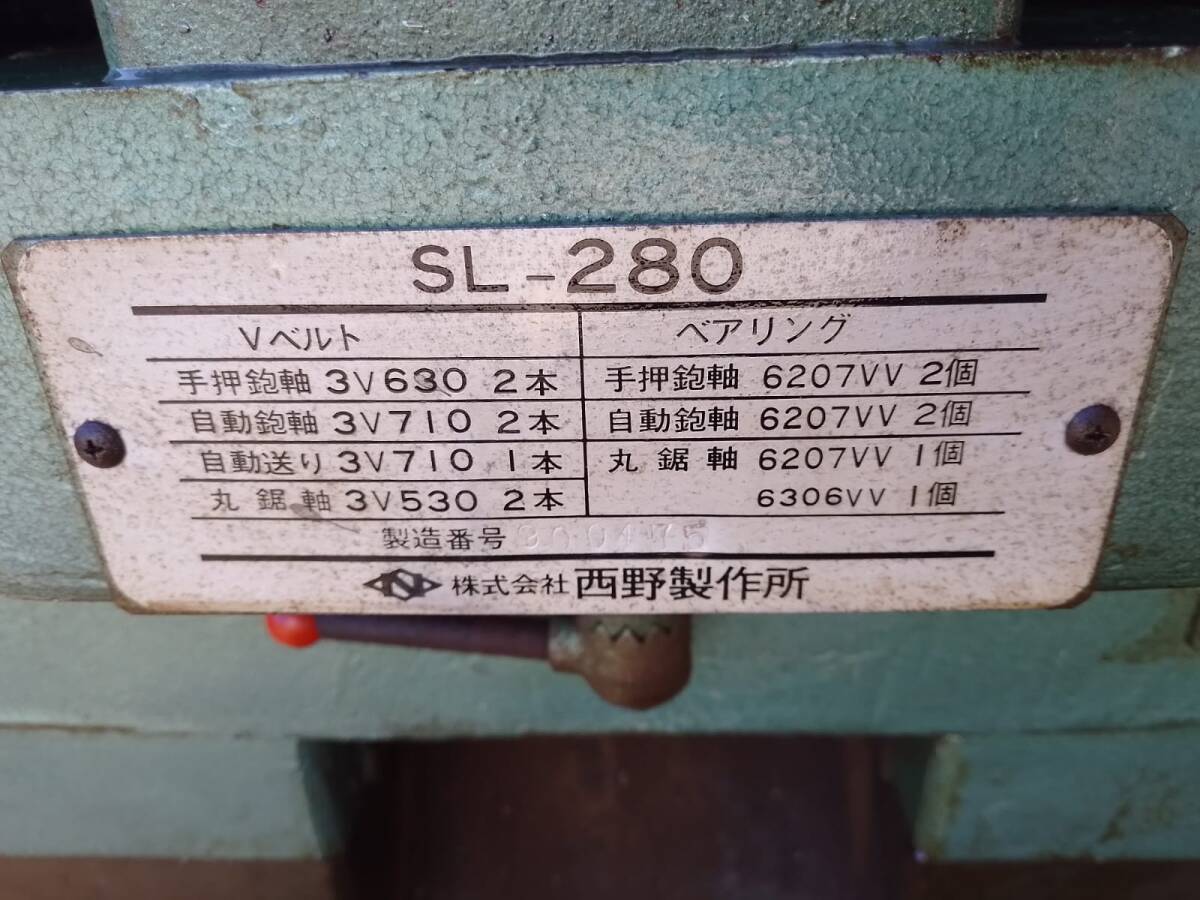 SL-280
Vベルト ベアリング
手押鉋軸 3V630 2本 手押鉋軸 6207VV 2個
自動鉋軸 3V710 2本 自動鉋軸 6207VV 2個
自動送り 3V710 1本 丸鋸軸 6207VV 1個
丸鋸軸 3V530 2本 6306VV 1個
製造番号
株式会社 西野製作所